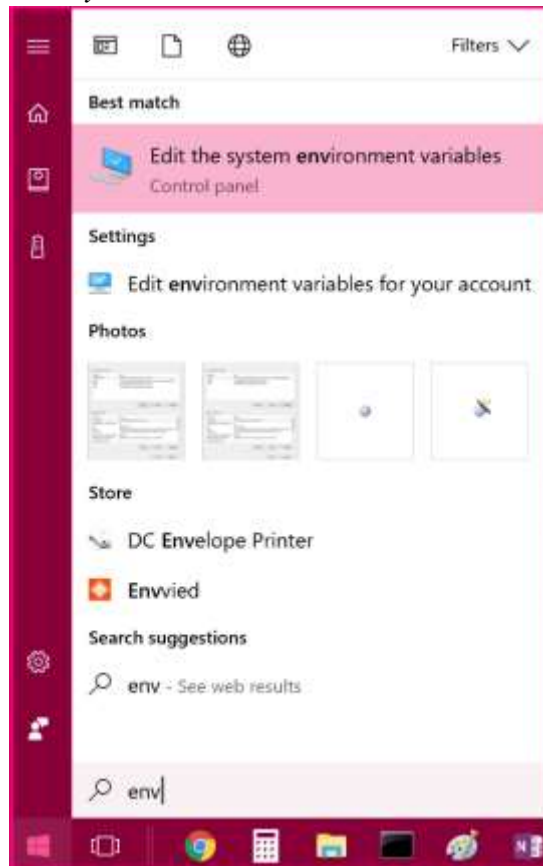 Filters
Best match
Edit the system environment variables
Control panel
Settings
Edit environment variables for your account
Photos
Store
DC Envelope Printer
Envvied
Search suggestions
env - See web results
env